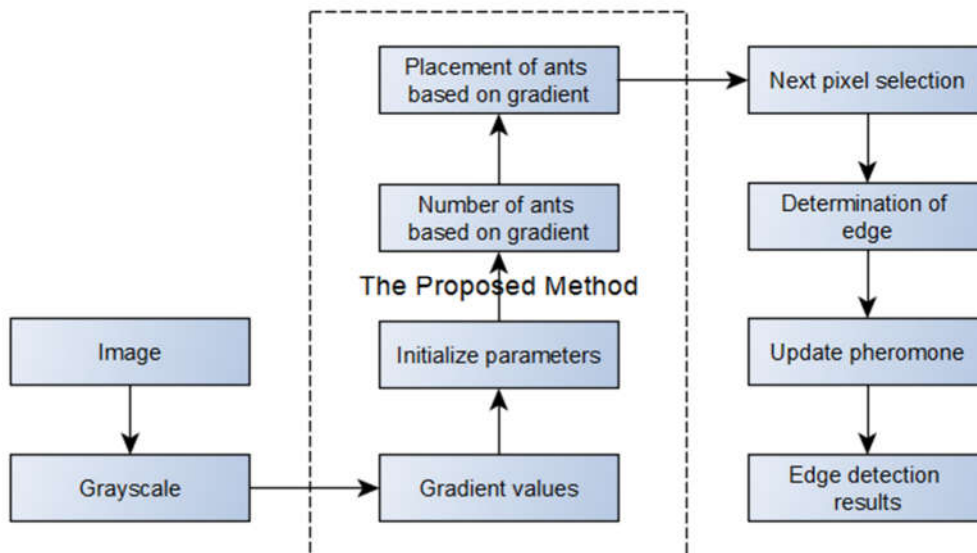 Image
Grayscale
Gradient values
Initialize parameters
The Proposed Method
Number of ants
based on gradient
Placement of ants
based on gradient
Next pixel selection
Determination of
edge
Update pheromone
Edge detection
results